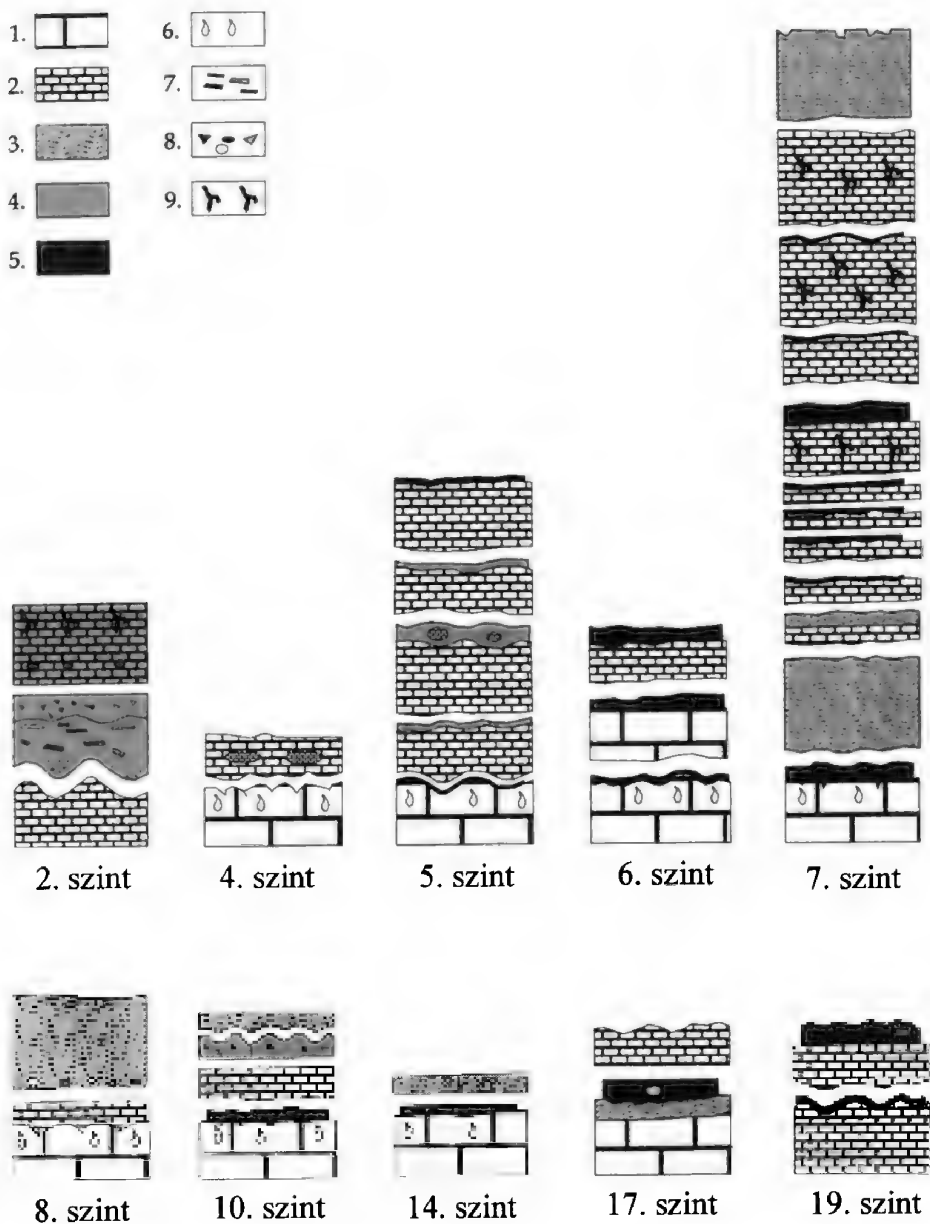 1.
2.
3.
4.
5.
6.
7.
8.
9.
2. szint
4. szint
5. szint
6. szint
7. szint
8. szint
10. szint
14. szint
17. szint
19. szint